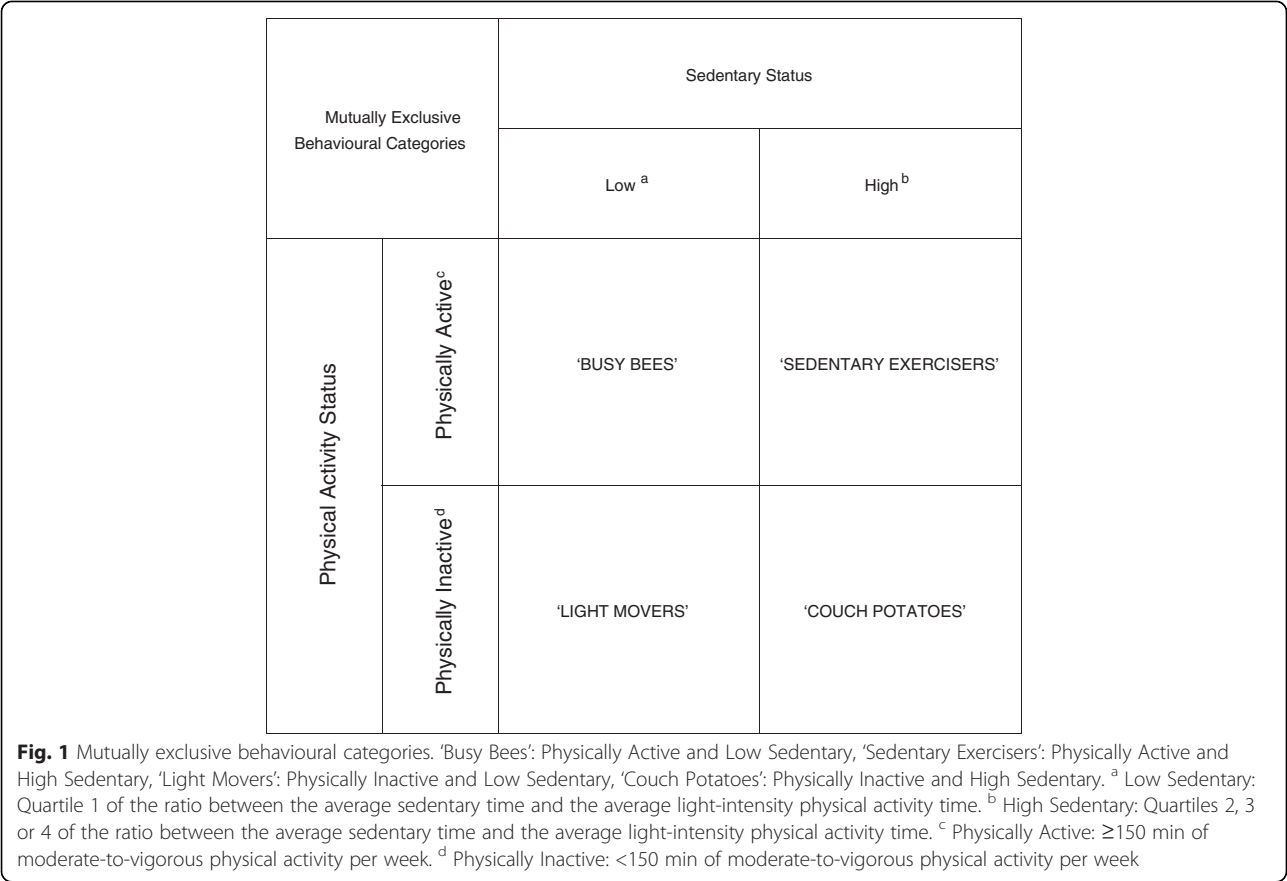 Mutually Exclusive
Behavioural Categories
Sedentary Status
Low a
High b
Physical Activity Status
Physically Active c
‘BUSY BEES’
‘SEDENTARY EXERCISERS’
Physically Inactive d
‘LIGHT MOVERS’
‘COUCH POTATOES’
Fig. 1 Mutually exclusive behavioural categories. ‘Busy Bees’: Physically Active and Low Sedentary, ‘Sedentary Exercisers’: Physically Active and
High Sedentary, ‘Light Movers’: Physically Inactive and Low Sedentary, ‘Couch Potatoes’: Physically Inactive and High Sedentary. a Low Sedentary:
Quartile 1 of the ratio between the average sedentary time and the average light-intensity physical activity time. b High Sedentary: Quartiles 2, 3
or 4 of the ratio between the average sedentary time and the average light-intensity physical activity time. c Physically Active: ≥150 min of
moderate-to-vigorous physical activity per week. d Physically Inactive: <150 min of moderate-to-vigorous physical activity per week